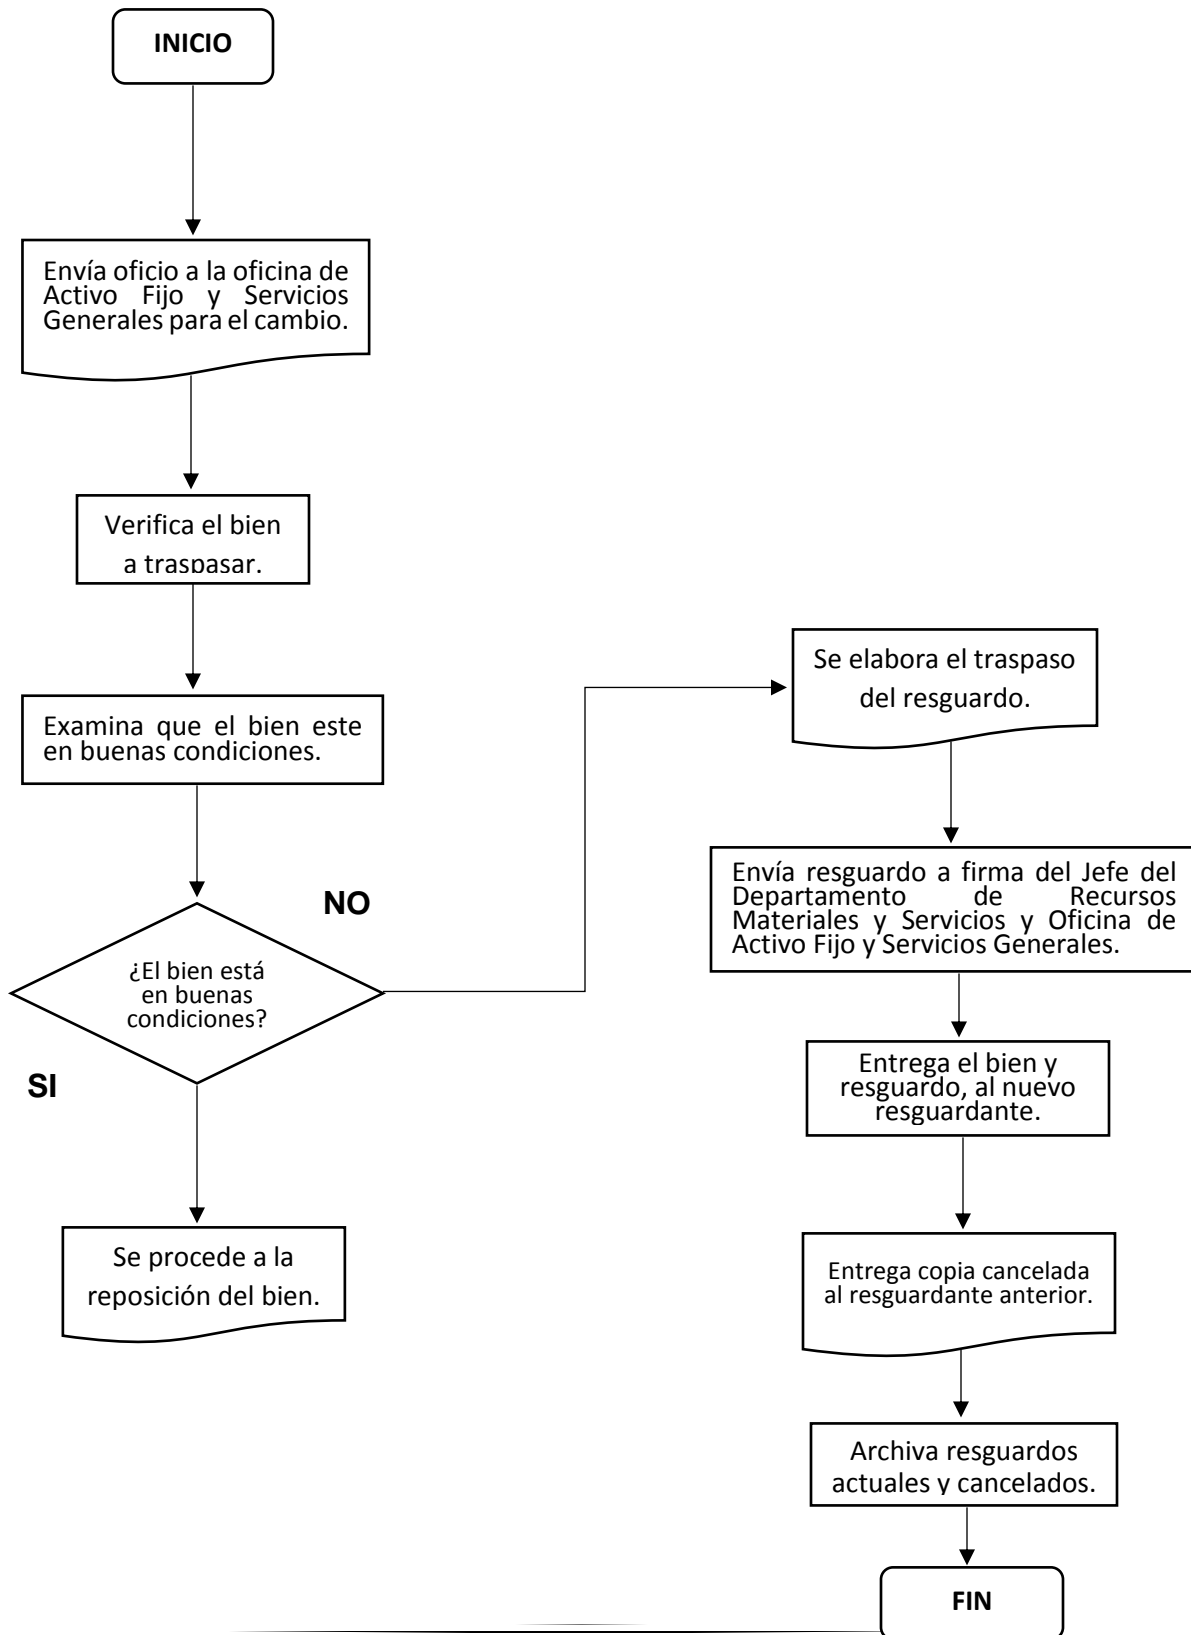 INICIO
Envía oficio a la oficina de
Activo Fijo y Servicios
Generales para el cambio.
Verifica el bien
a traspasar.
Examina que el bien este
en buenas condiciones.
NO
¿El bien está
en buenas
condiciones?
SI
Se procede a la
reposición del bien.
Se elabora el traspaso
del resguardo.
Envía resguardo a firma del Jefe del
Departamento de Recursos
Materiales y Servicios y Oficina de
Activo Fijo y Servicios Generales.
Entrega el bien y
resguardo, al nuevo
resguardante.
Entrega copia cancelada
al resguardante anterior.
Archiva resguardos
actuales y cancelados.
FIN